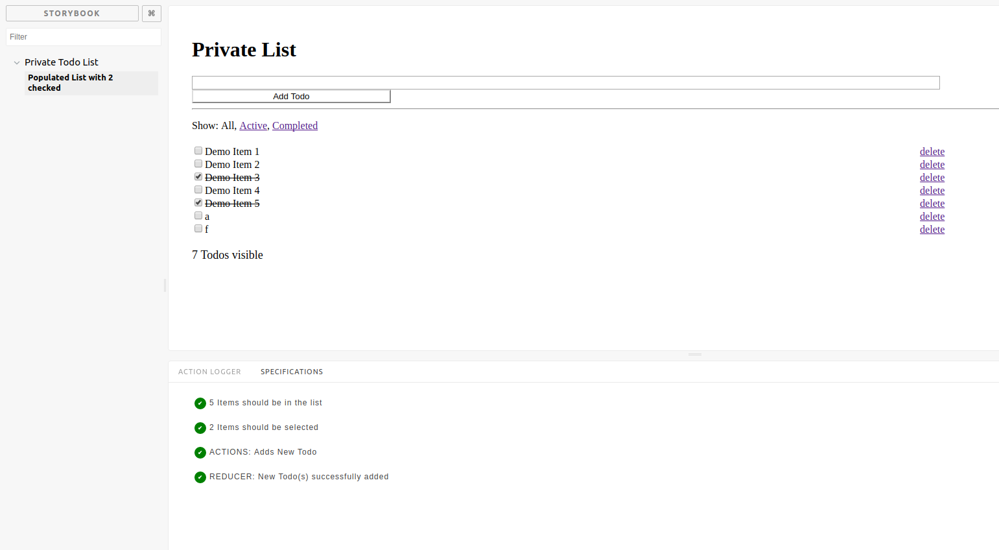 STORYBOOK ⌘
Filter
Private Todo List
Populated List with 2
checked
Private List
Add Todo
Show: All, Active, Completed
Demo Item 1 delete
Demo Item 2 delete
Demo Item 3 delete
Demo Item 4 delete
Demo Item 5 delete
a delete
f delete
7 Todos visible
ACTION LOGGER SPECIFICATIONS
5 Items should be in the list
2 Items should be selected
ACTIONS: Adds New Todo
REDUCER: New Todo(s) successfully added